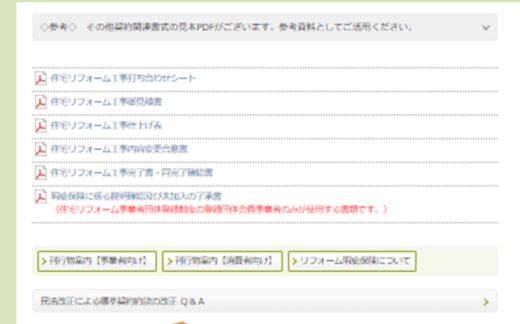 ◇参考◇ その他契約関連書式の見本PDFがございます。参考資料としてご活用ください。
住宅リフォーム工事打ち合わせシート
住宅リフォーム工事御見積書
住宅リフォーム工事仕上げ表
住宅リフォーム工事内容変更合意書
住宅リフォーム工事完了書・同完了確認書
瑕疵保険に係る説明確認及び未加入の了承書
(住宅リフォーム事業者団体登録制度の登録団体会員事業者のみが使用する書類です。)
刊行物案内【事業者向け】 刊行物案内【消費者向け】 リフォーム瑕疵保険について
民法改正による標準契約約款の改正 Q&A